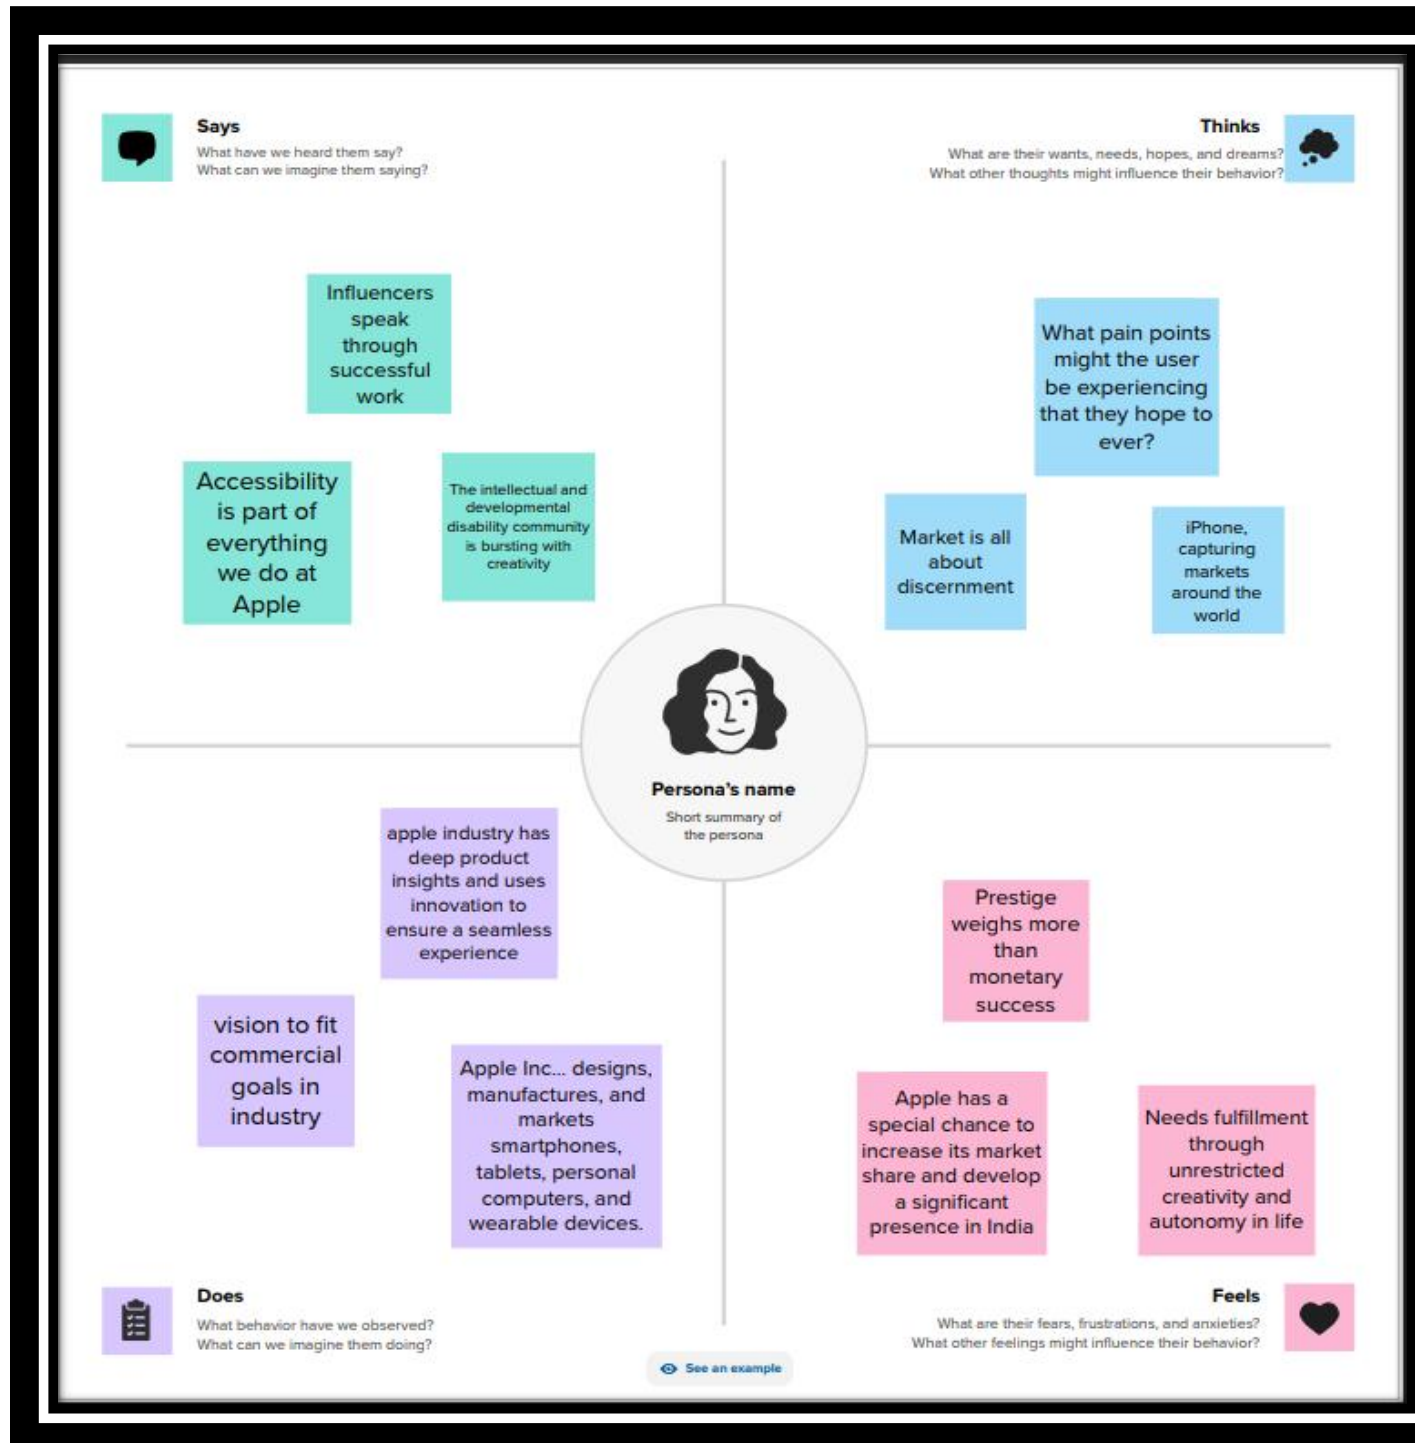 Says
What have we heard them say?
What can we imagine them saying?
Thinks
What are their wants, needs, hopes, and dreams?
What other thoughts might influence their behavior?
Influencers
speak
through
successful
work
Accessibility
is part of
everything
we do at
Apple
The intellectual and
developmental
disability community
is bursting with
creativity
What pain points
might the user
be experiencing
that they hope to
ever?
Market is all
about
discernment
iPhone,
capturing
markets
around the
world
Persona's name
Short summary of
the persona
apple industry has
deep product
insights and uses
innovation to
ensure a seamless
experience
vision to fit
commercial
goals in
industry
Apple Inc... designs,
manufactures, and
markets
smartphones,
tablets, personal
computers, and
wearable devices.
Prestige
weighs more
than
monetary
success
Apple has a
special chance to
increase its market
share and develop
a significant
presence in India
Needs fulfillment
through
unrestricted
creativity and
autonomy in life
Does
What behavior have we observed?
What can we imagine them doing?
Feels
What are their fears, frustrations, and anxieties?
What other feelings might influence their behavior?
See an example